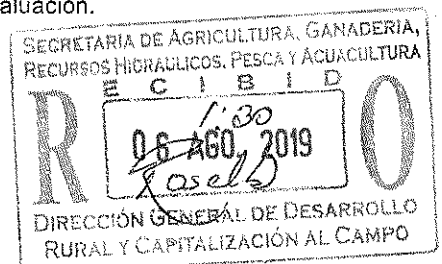 aluación.
SECRETARIA DE AGRICULTURA, GANADERIA,
RECURSOS HIDRAULICOS, PESCA Y ACUACULTURA
RECIBIDO
1:30
06 AGO. 2019
DIRECCIÓN GENERAL DE DESARROLLO
RURAL Y CAPITALIZACIÓN AL CAMPO